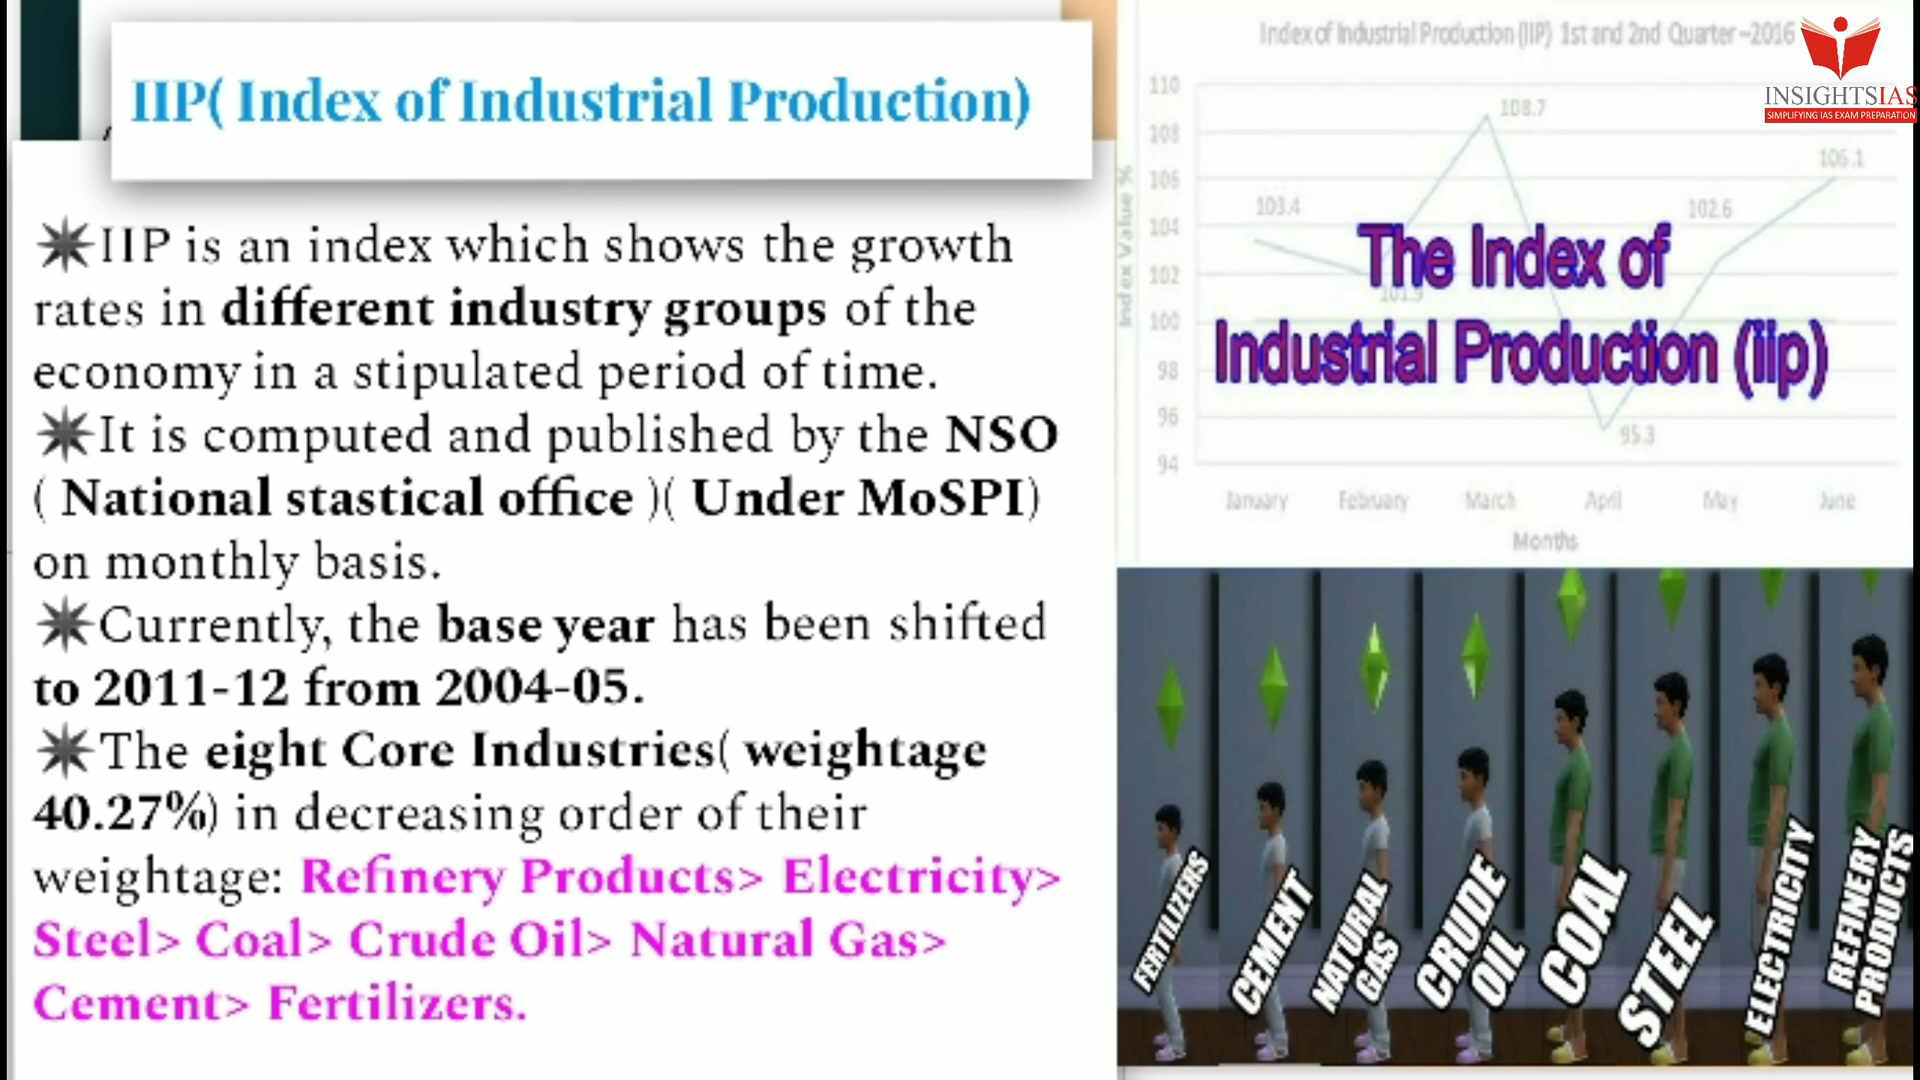 IIP( Index of Industrial Production)
✷IIP is an index which shows the growth
rates in different industry groups of the
economy in a stipulated period of time.
✷It is computed and published by the NSO
( National stastical office )( Under MoSPI)
on monthly basis.
✷Currently, the base year has been shifted
to 2011-12 from 2004-05.
✷The eight Core Industries( weightage
40.27%) in decreasing order of their
weightage: Refinery Products> Electricity>
Steel> Coal> Crude Oil> Natural Gas>
Cement> Fertilizers.
Index of Industrial Production (IIP) 1st and 2nd Quarter -2016
INSIGHTSIAS
SIMPLIFYING IAS EXAM PREPARATION
Index Value %
110
108
106
104
102
100
98
96
94
103.4
101.9
108.7
95.3
102.6
106.1
The Index of
Industrial Production (iip)
January February March April May June
Months
FERTILIZERS
CEMENT
NATURAL
GAS
CRUDE
OIL
COAL
STEEL
ELECTRICITY
REFINERY
PRODUCTS